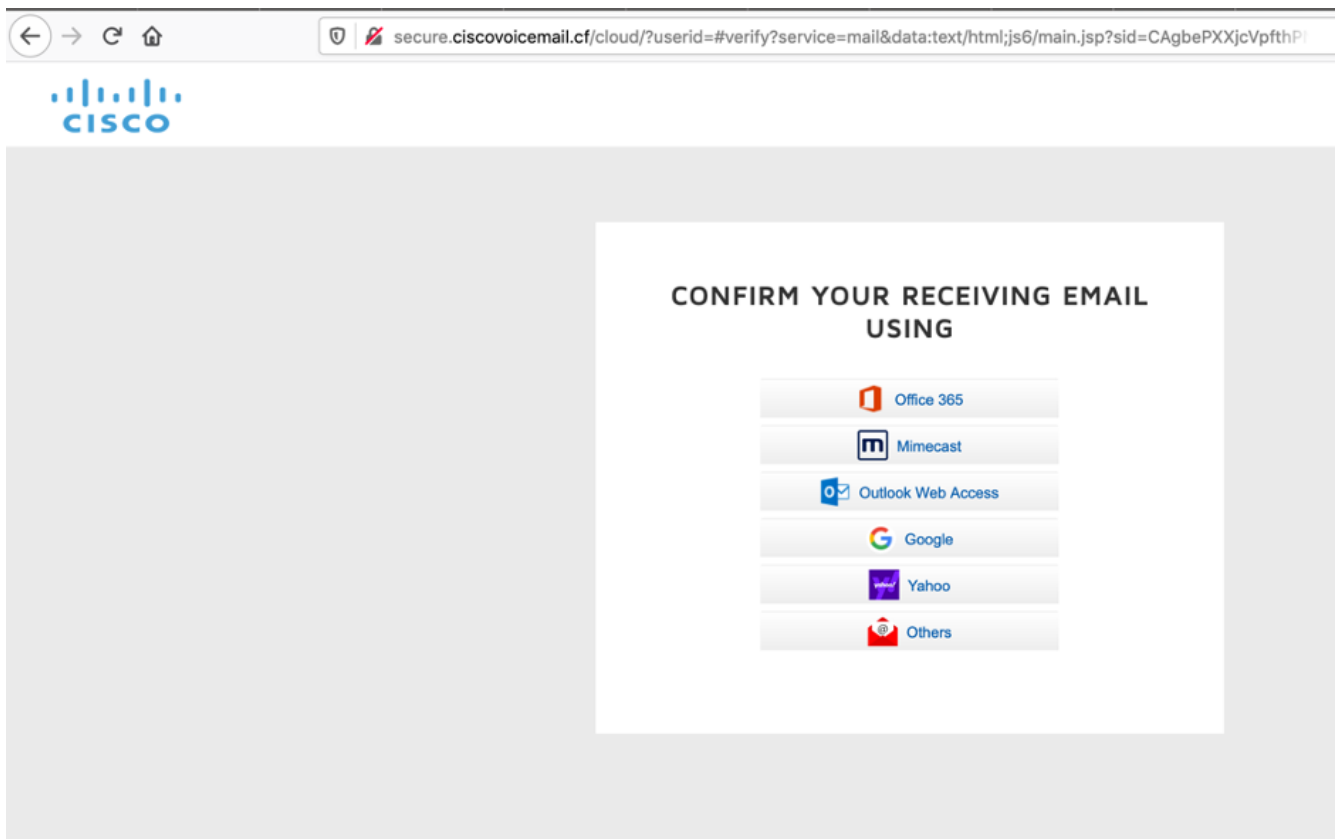 secure.ciscovoicemail.cf/cloud/?userid=#verify?service=mail&data:text/html;js6/main.jsp?sid=CAgbePXXjcVpfthP
CISCO
CONFIRM YOUR RECEIVING EMAIL
USING
Office 365
m Mimecast
Outlook Web Access
G Google
yahoo! Yahoo
@ Others